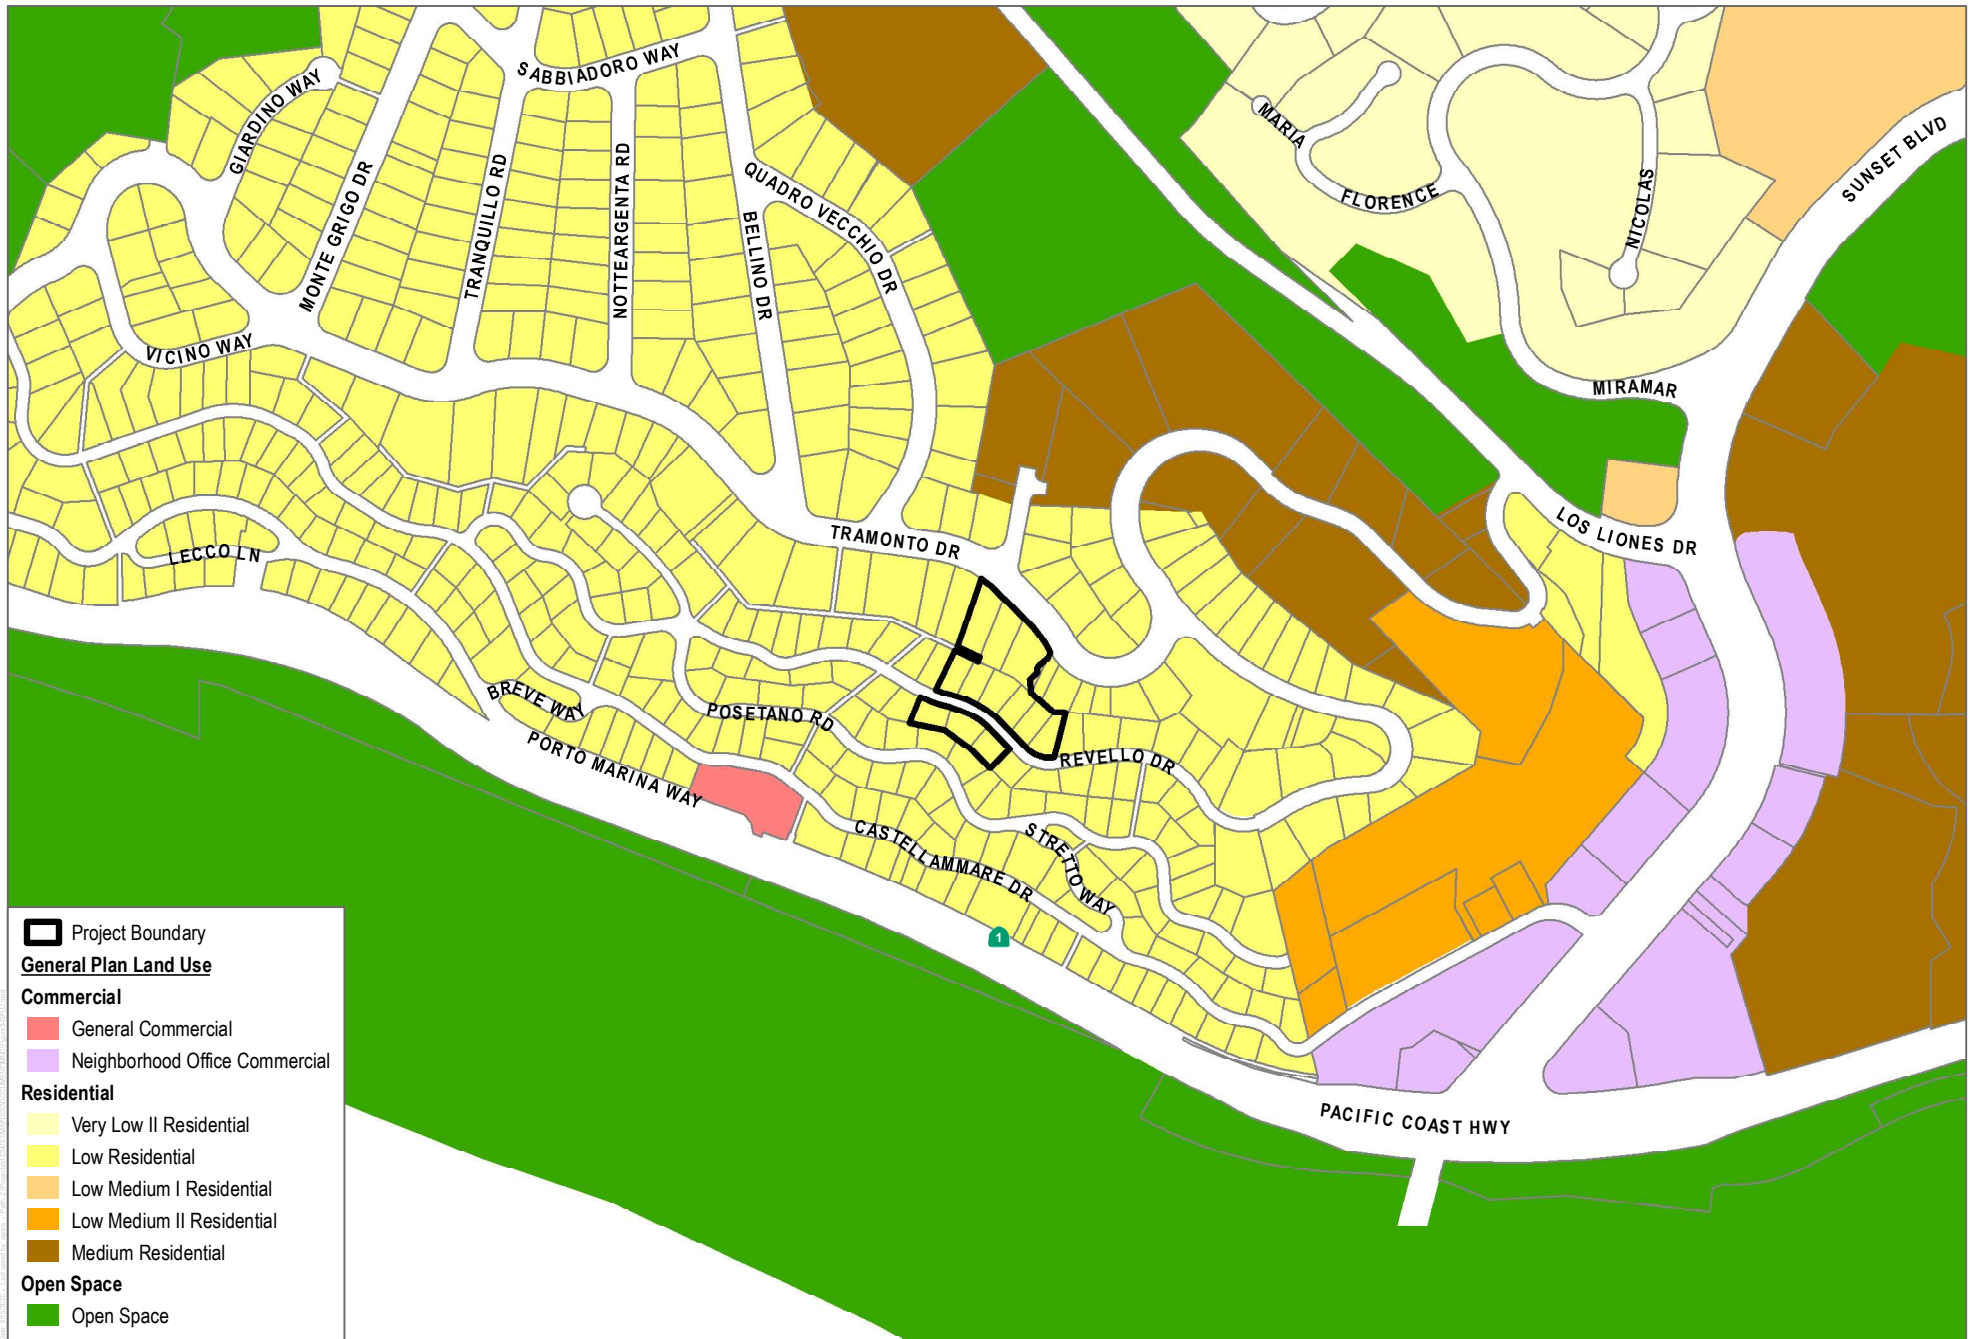 SABBIADORO WAY
GIARDINO WAY
MONTE GRIGO DR
TRANQUILLO RD
NOTTEARGENTA RD
QUADRO VECCHIO DR
BELLINO DR
MARIA
FLORENCE
NICOLAS
SUNSET BLVD
VICINO WAY
MIRAMAR
LECCO LN
TRAMONTO DR
LOS LIONES DR
BREVE WAY
POSETANO RD
PORTO MARINA WAY
REVELLO DR
CASTELLAMMARE DR
STRETTO WAY
1
PACIFIC COAST HWY
Project Boundary
General Plan Land Use
Commercial
General Commercial
Neighborhood Office Commercial
Residential
Very Low II Residential
Low Residential
Low Medium I Residential
Low Medium II Residential
Medium Residential
Open Space
Open Space